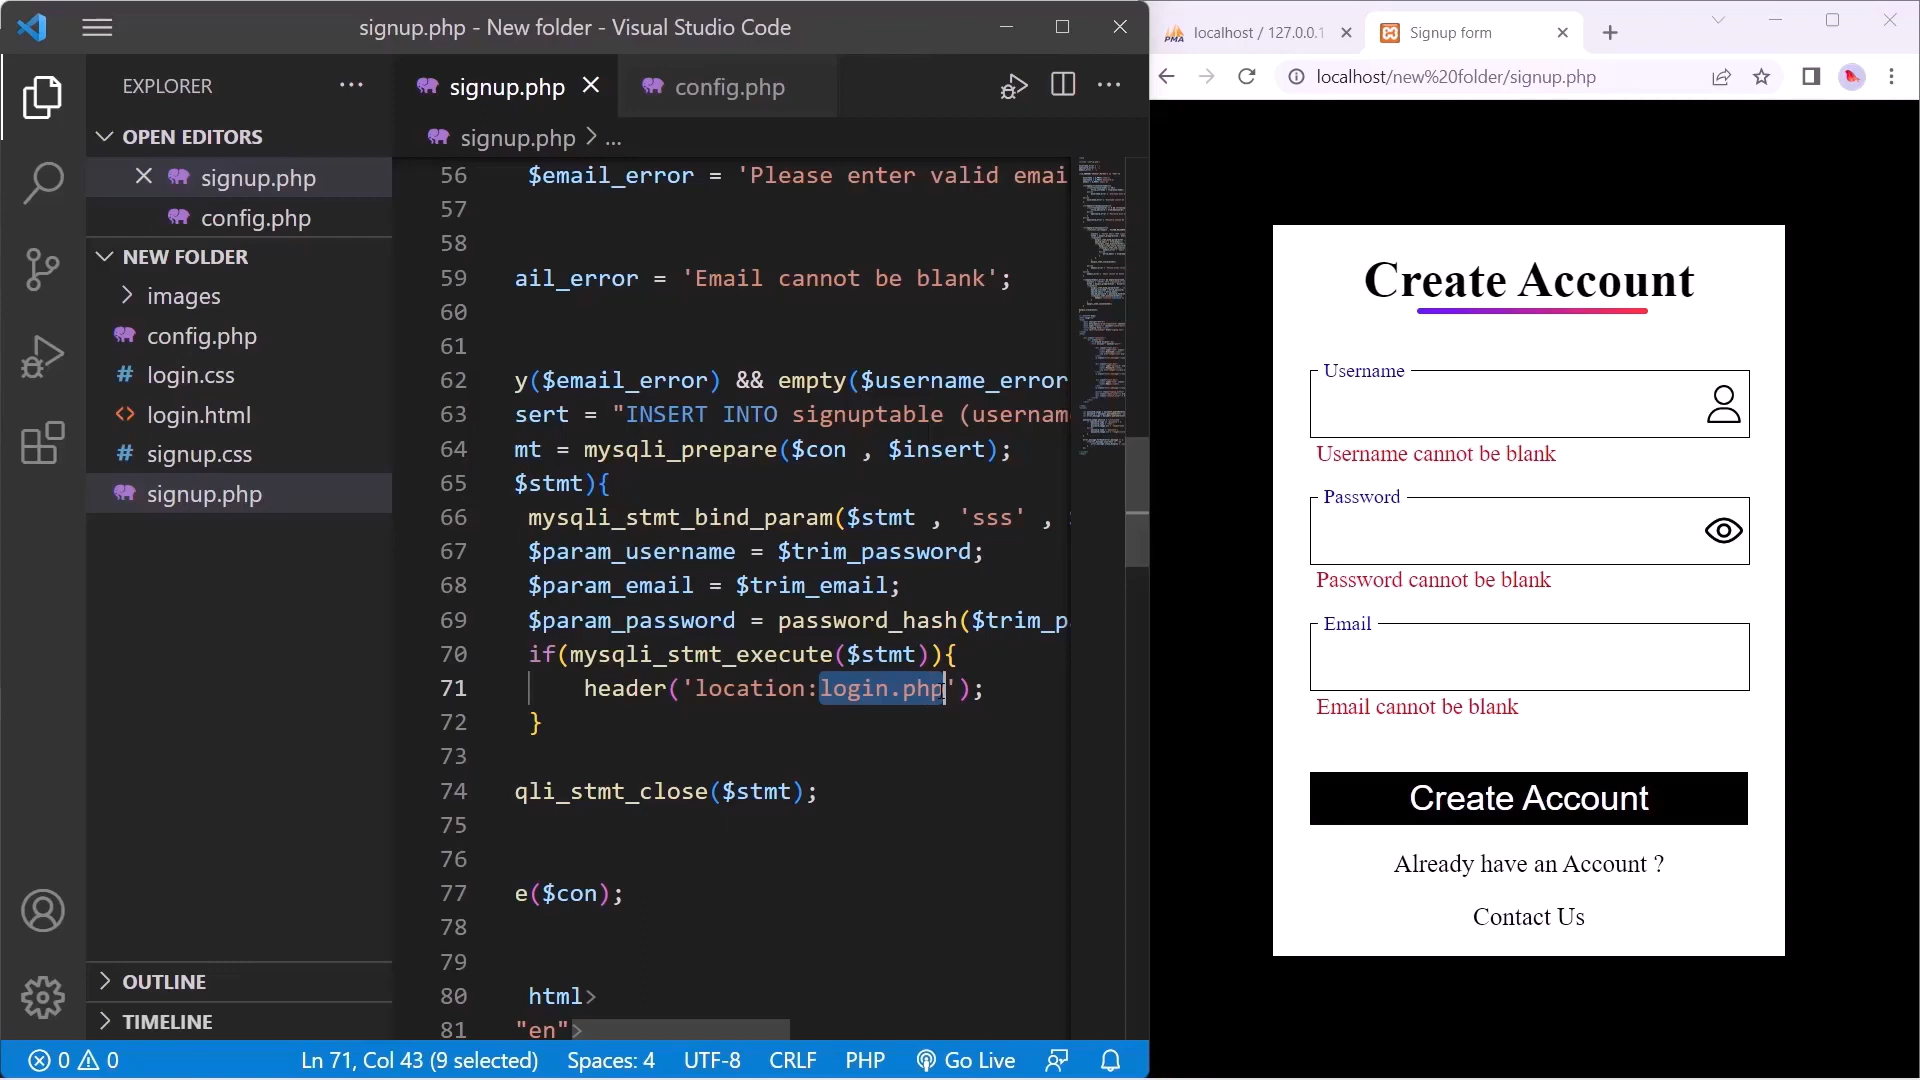 signup.php - New folder - Visual Studio Code
EXPLORER
OPEN EDITORS
signup.php
config.php
NEW FOLDER
images
config.php
login.css
login.html
signup.css
signup.php
OUTLINE
TIMELINE
signup.php
config.php
signup.php > ...
56 $email_error = 'Please enter valid emai
57
58
59 ail_error = 'Email cannot be blank';
60
61
62 y($email_error) && empty($username_error
63 sert = "INSERT INTO signuptable (usernam
64 mt = mysqli_prepare($con , $insert);
65 $stmt){
66 mysqli_stmt_bind_param($stmt , 'sss' ,
67 $param_username = $trim_password;
68 $param_email = $trim_email;
69 $param_password = password_hash($trim_p
70 if(mysqli_stmt_execute($stmt)){
71 header('location:login.php');
72 }
73
74 qli_stmt_close($stmt);
75
76
77 e($con);
78
79
80 html>
81 "en">
0 0 Ln 71, Col 43 (9 selected) Spaces: 4 UTF-8 CRLF PHP Go Live
PMA localhost / 127.0.0.1
Signup form
localhost/new%20folder/signup.php
Create Account
Username
Username cannot be blank
Password
Password cannot be blank
Email
Email cannot be blank
Create Account
Already have an Account ?
Contact Us